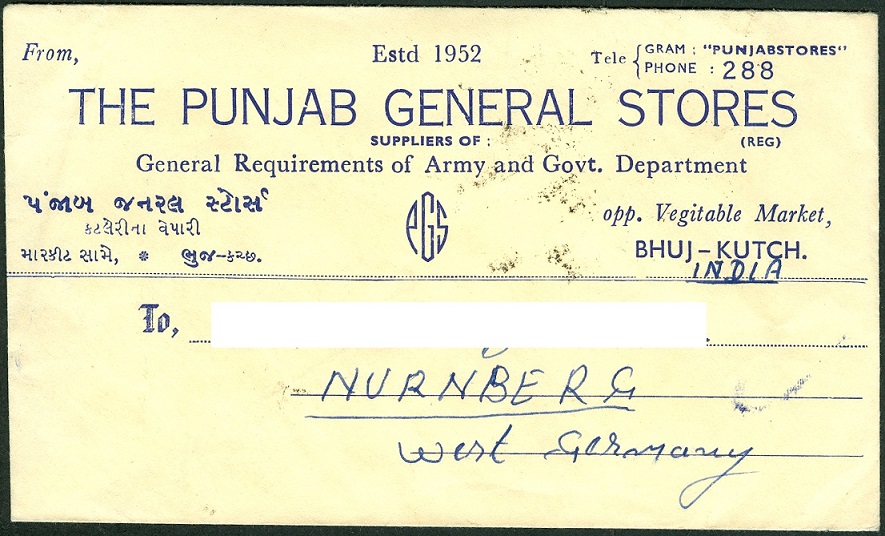 From,
Estd 1952
Tele { GRAM : "PUNJABSTORES"
PHONE : 288
THE PUNJAB GENERAL STORES
SUPPLIERS OF :
(REG)
General Requirements of Army and Govt. Department
પંજાબ જનરલ સ્ટોર્સ
કટલેરીના વેપારી
મારકીટ સામે, * ભુજ-કચ્છ.
PGS
opp. Vegitable Market,
BHUJ-KUTCH.
INDIA
To,
NURNBERG
West Germany